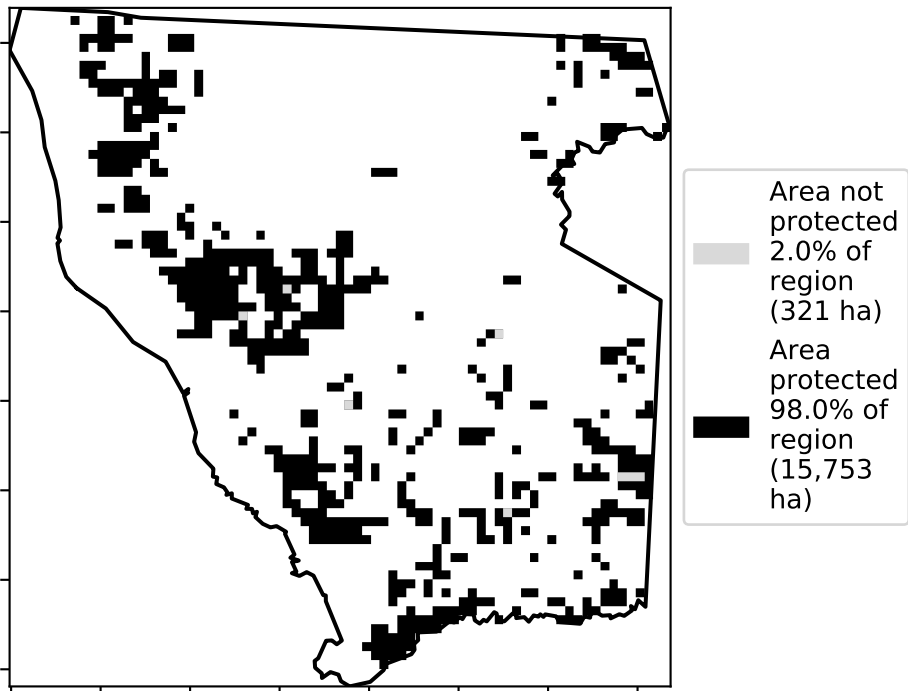 Area not
protected
2.0% of
region
(321 ha)
Area
protected
98.0% of
region
(15,753
ha)